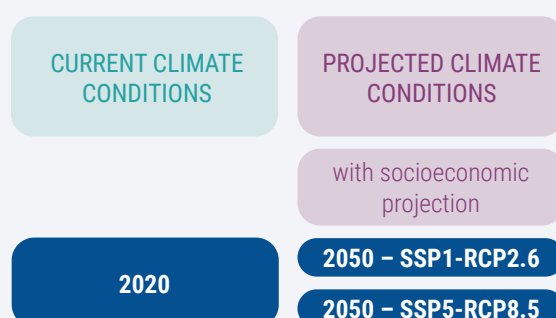 CURRENT CLIMATE
CONDITIONS
PROJECTED CLIMATE
CONDITIONS
with socioeconomic
projection
2020
2050 – SSP1-RCP2.6
2050 – SSP5-RCP8.5